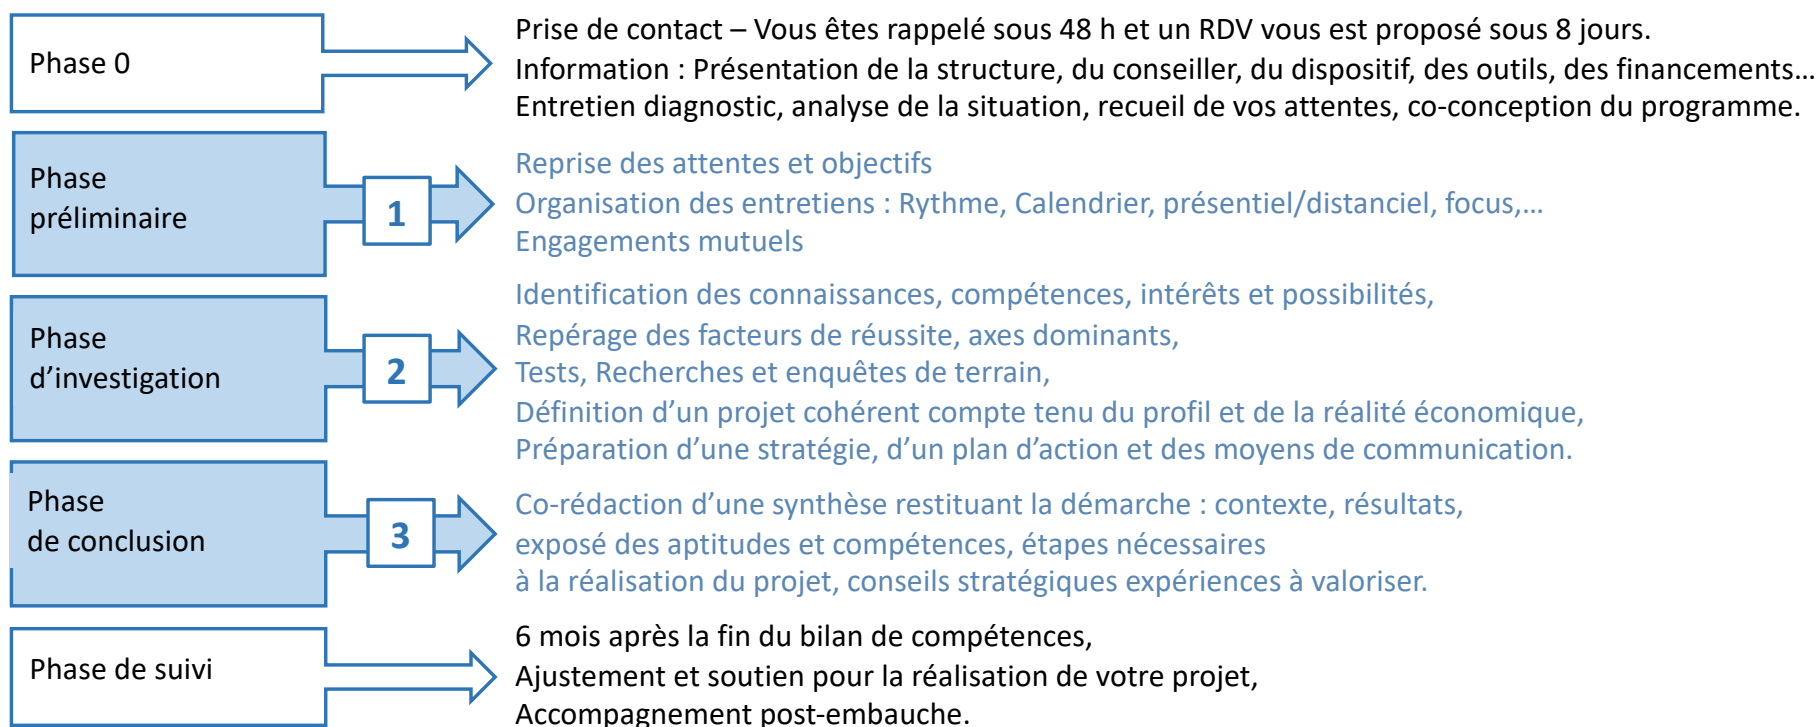 Phase 0
Prise de contact – Vous êtes rappelé sous 48 h et un RDV vous est proposé sous 8 jours.
Information : Présentation de la structure, du conseiller, du dispositif, des outils, des financements…
Entretien diagnostic, analyse de la situation, recueil de vos attentes, co-conception du programme.
Phase
préliminaire
1
Reprise des attentes et objectifs
Organisation des entretiens : Rythme, Calendrier, présentiel/distanciel, focus,…
Engagements mutuels
Phase
d’investigation
2
Identification des connaissances, compétences, intérêts et possibilités,
Repérage des facteurs de réussite, axes dominants,
Tests, Recherches et enquêtes de terrain,
Définition d’un projet cohérent compte tenu du profil et de la réalité économique,
Préparation d’une stratégie, d’un plan d’action et des moyens de communication.
Phase
de conclusion
3
Co-rédaction d’une synthèse restituant la démarche : contexte, résultats,
exposé des aptitudes et compétences, étapes nécessaires
à la réalisation du projet, conseils stratégiques expériences à valoriser.
Phase de suivi
6 mois après la fin du bilan de compétences,
Ajustement et soutien pour la réalisation de votre projet,
Accompagnement post-embauche.